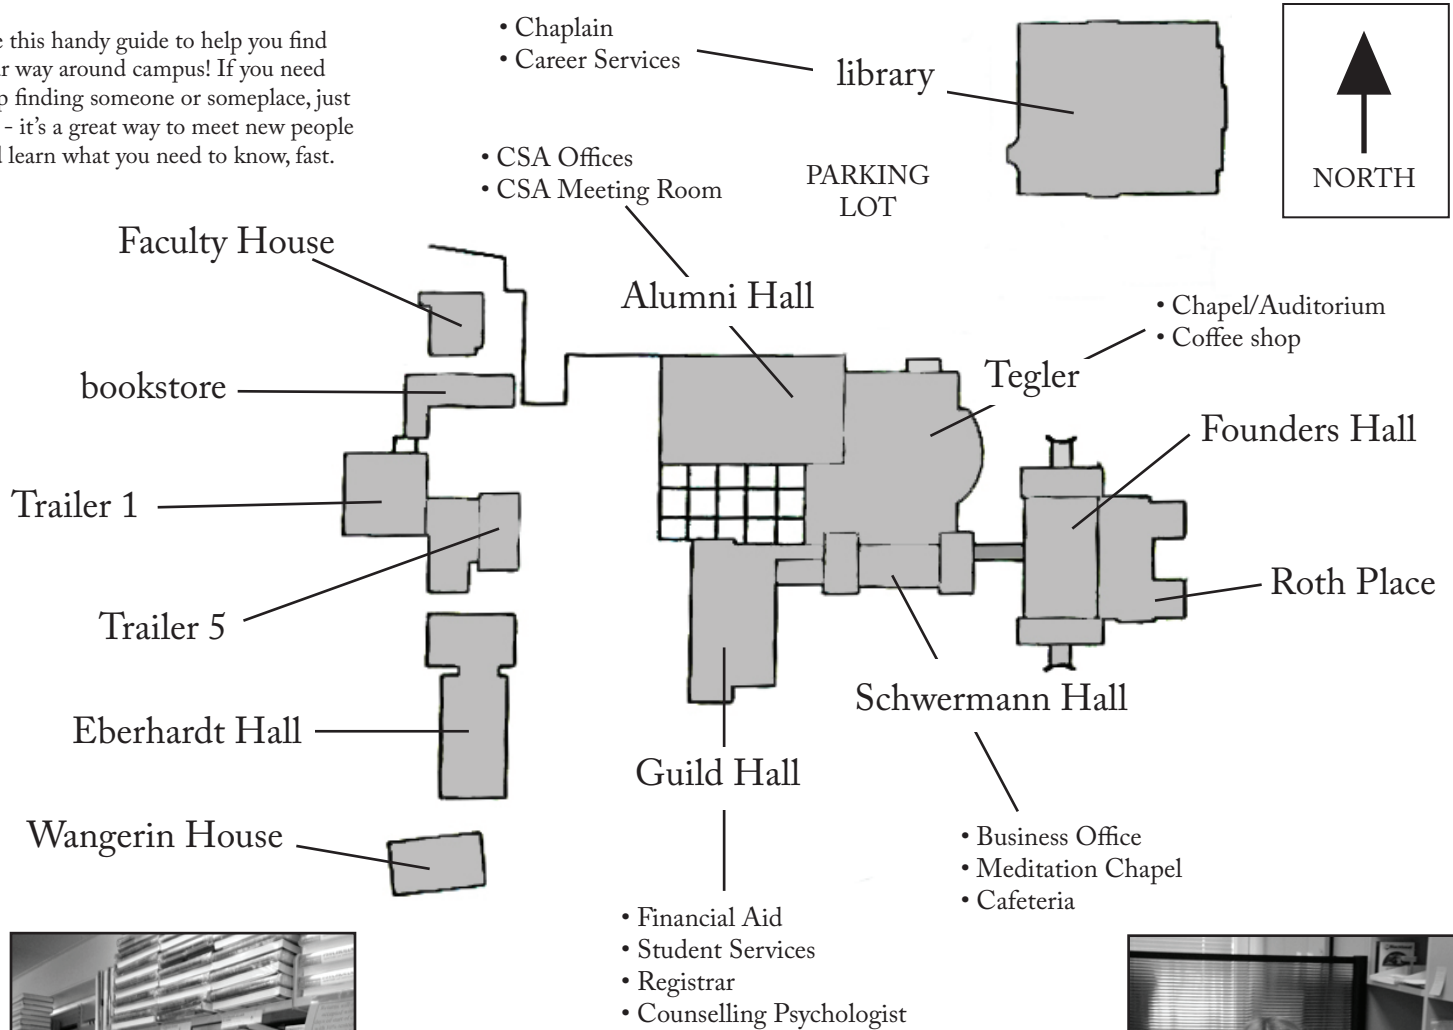 this handy guide to help you find
way around campus! If you need
finding someone or someplace, just
- it's a great way to meet new people
learn what you need to know, fast.
• Chaplain
• Career Services
library
NORTH
• CSA Offices
• CSA Meeting Room
PARKING
LOT
Faculty House
Alumni Hall
• Chapel/Auditorium
• Coffee shop
Tegler
bookstore
Founders Hall
Trailer 1
Roth Place
Trailer 5
Schwermann Hall
Eberhardt Hall
Guild Hall
Wangerin House
• Business Office
• Meditation Chapel
• Cafeteria
• Financial Aid
• Student Services
• Registrar
• Counselling Psychologist